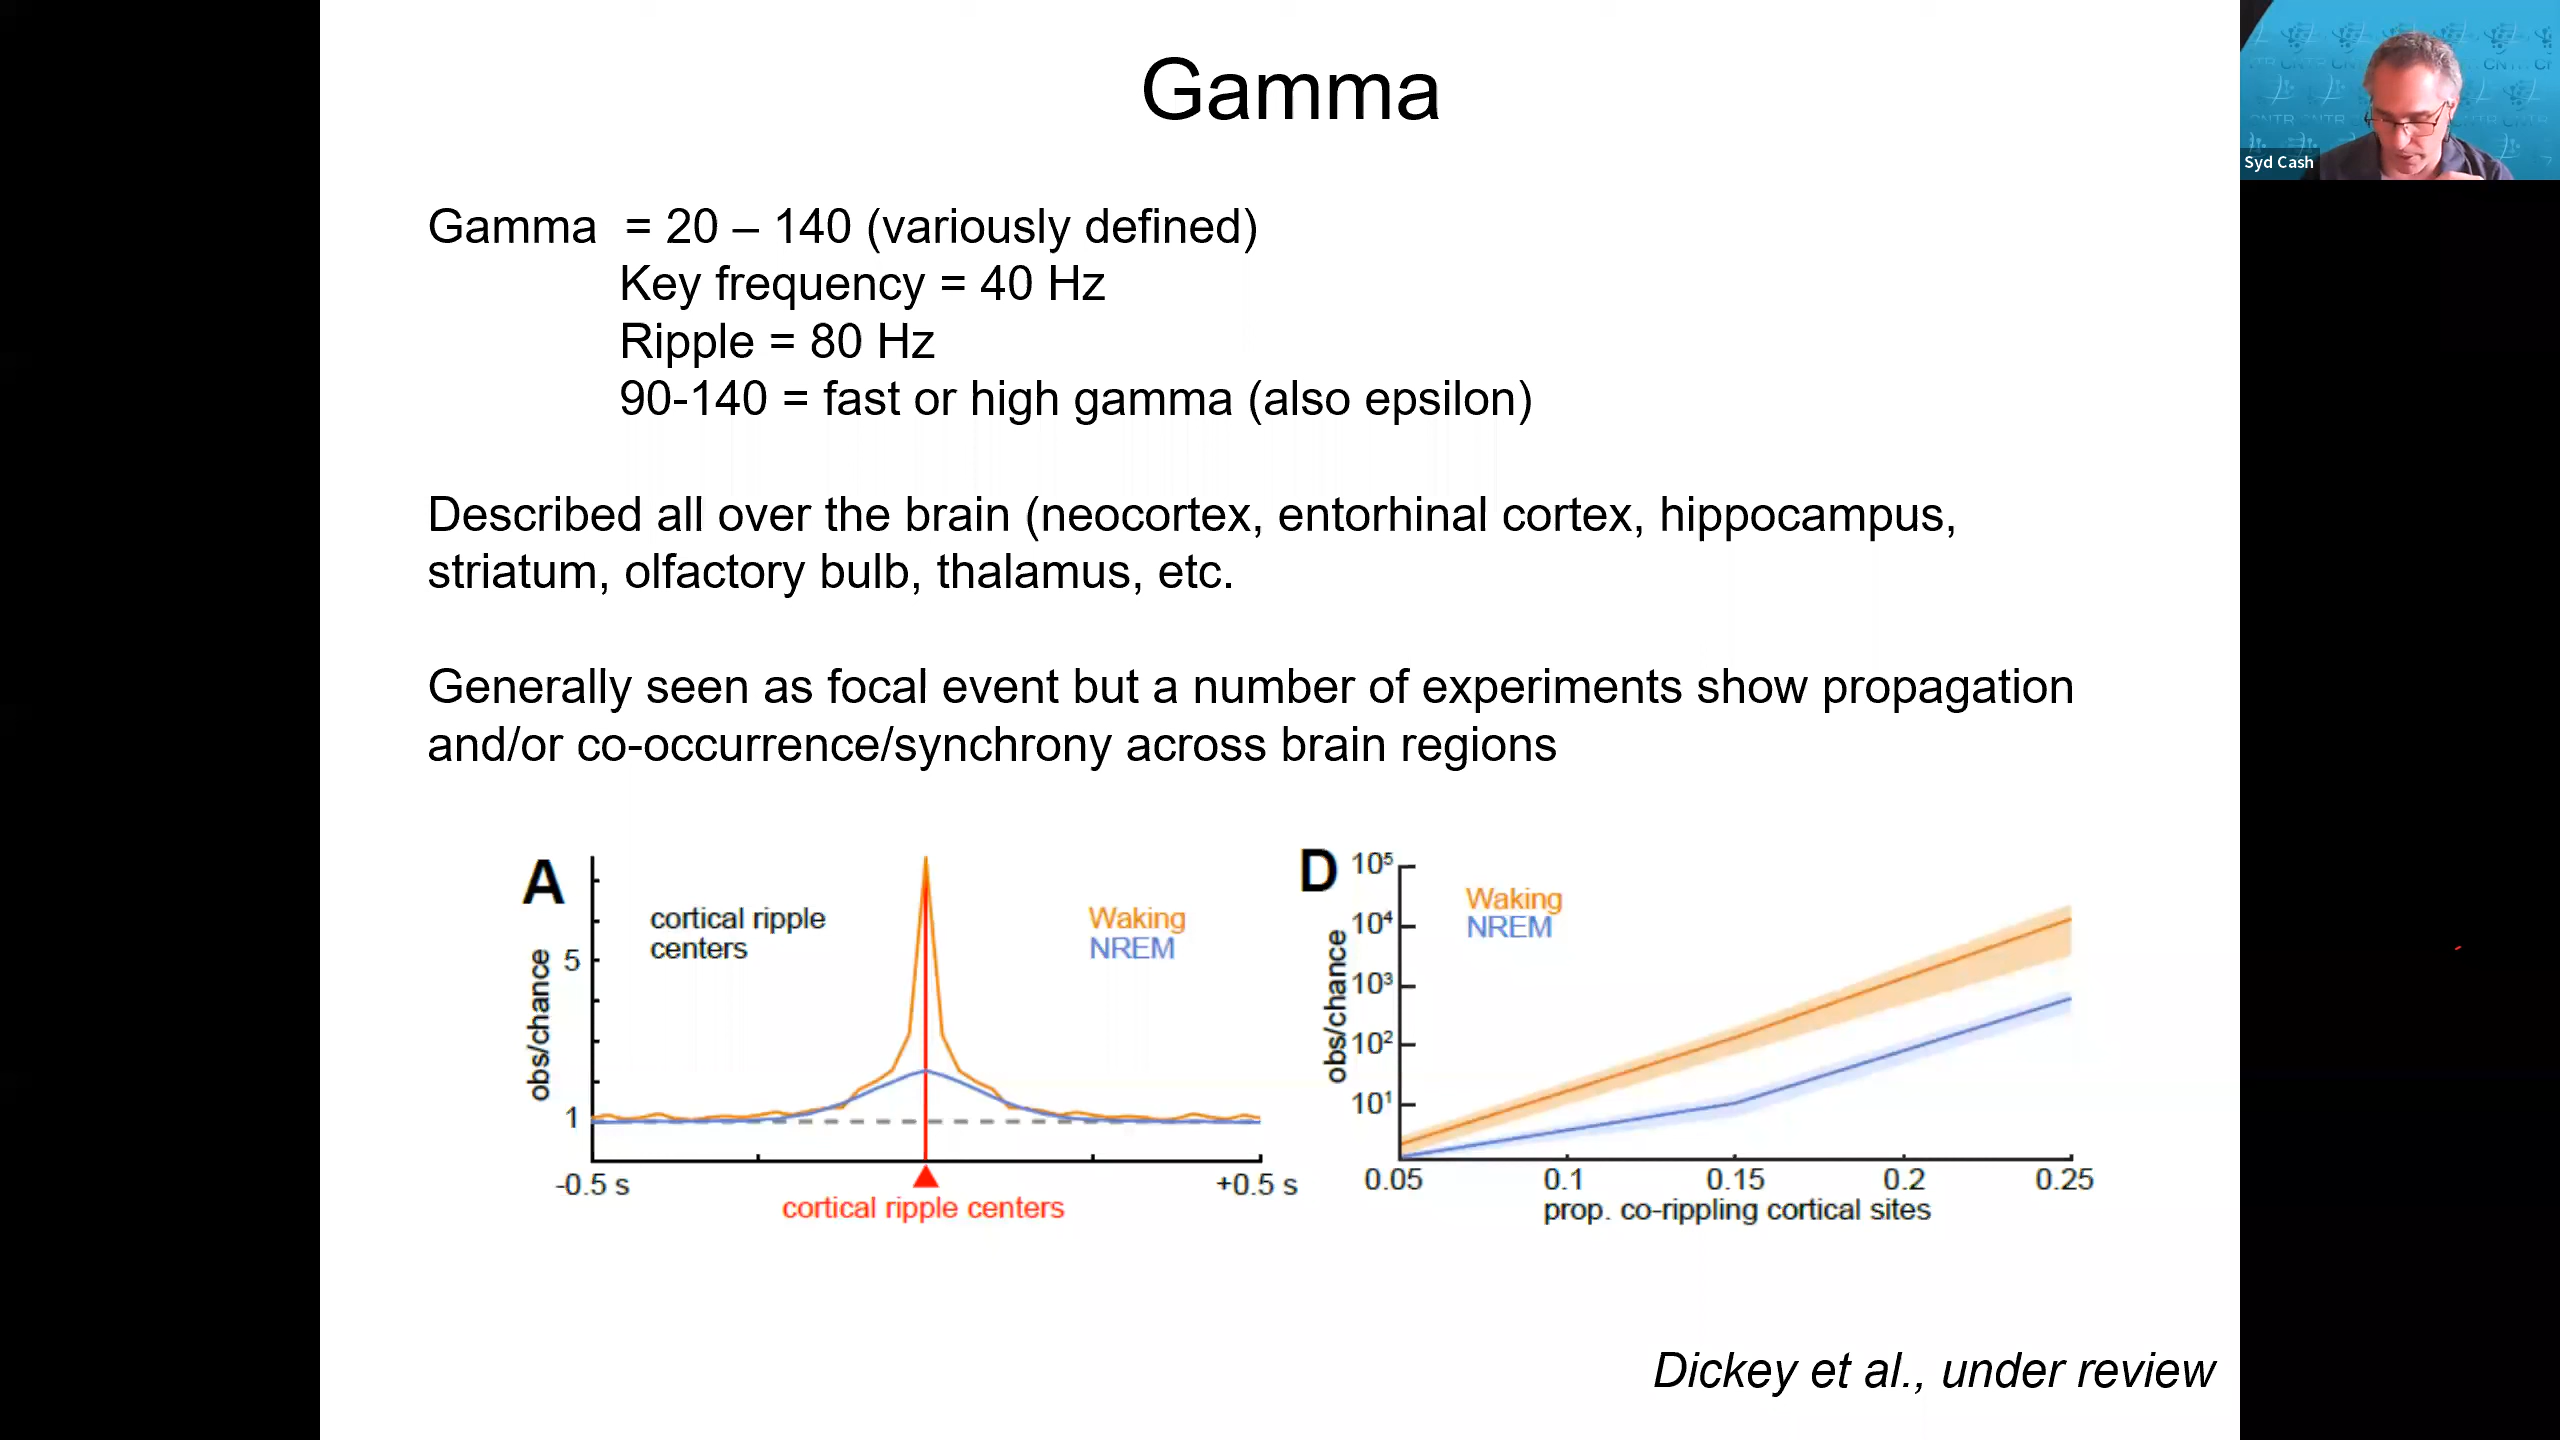 Gamma
Syd Cash
Gamma = 20 – 140 (variously defined)
Key frequency = 40 Hz
Ripple = 80 Hz
90-140 = fast or high gamma (also epsilon)
Described all over the brain (neocortex, entorhinal cortex, hippocampus,
striatum, olfactory bulb, thalamus, etc.
Generally seen as focal event but a number of experiments show propagation
and/or co-occurrence/synchrony across brain regions
A
cortical ripple
centers
Waking
NREM
obs/chance
5
1
-0.5 s
+0.5 s
cortical ripple centers
D
Waking
NREM
obs/chance
10⁵
10⁴
10³
10²
10¹
0.05 0.1 0.15 0.2 0.25
prop. co-rippling cortical sites
Dickey et al., under review